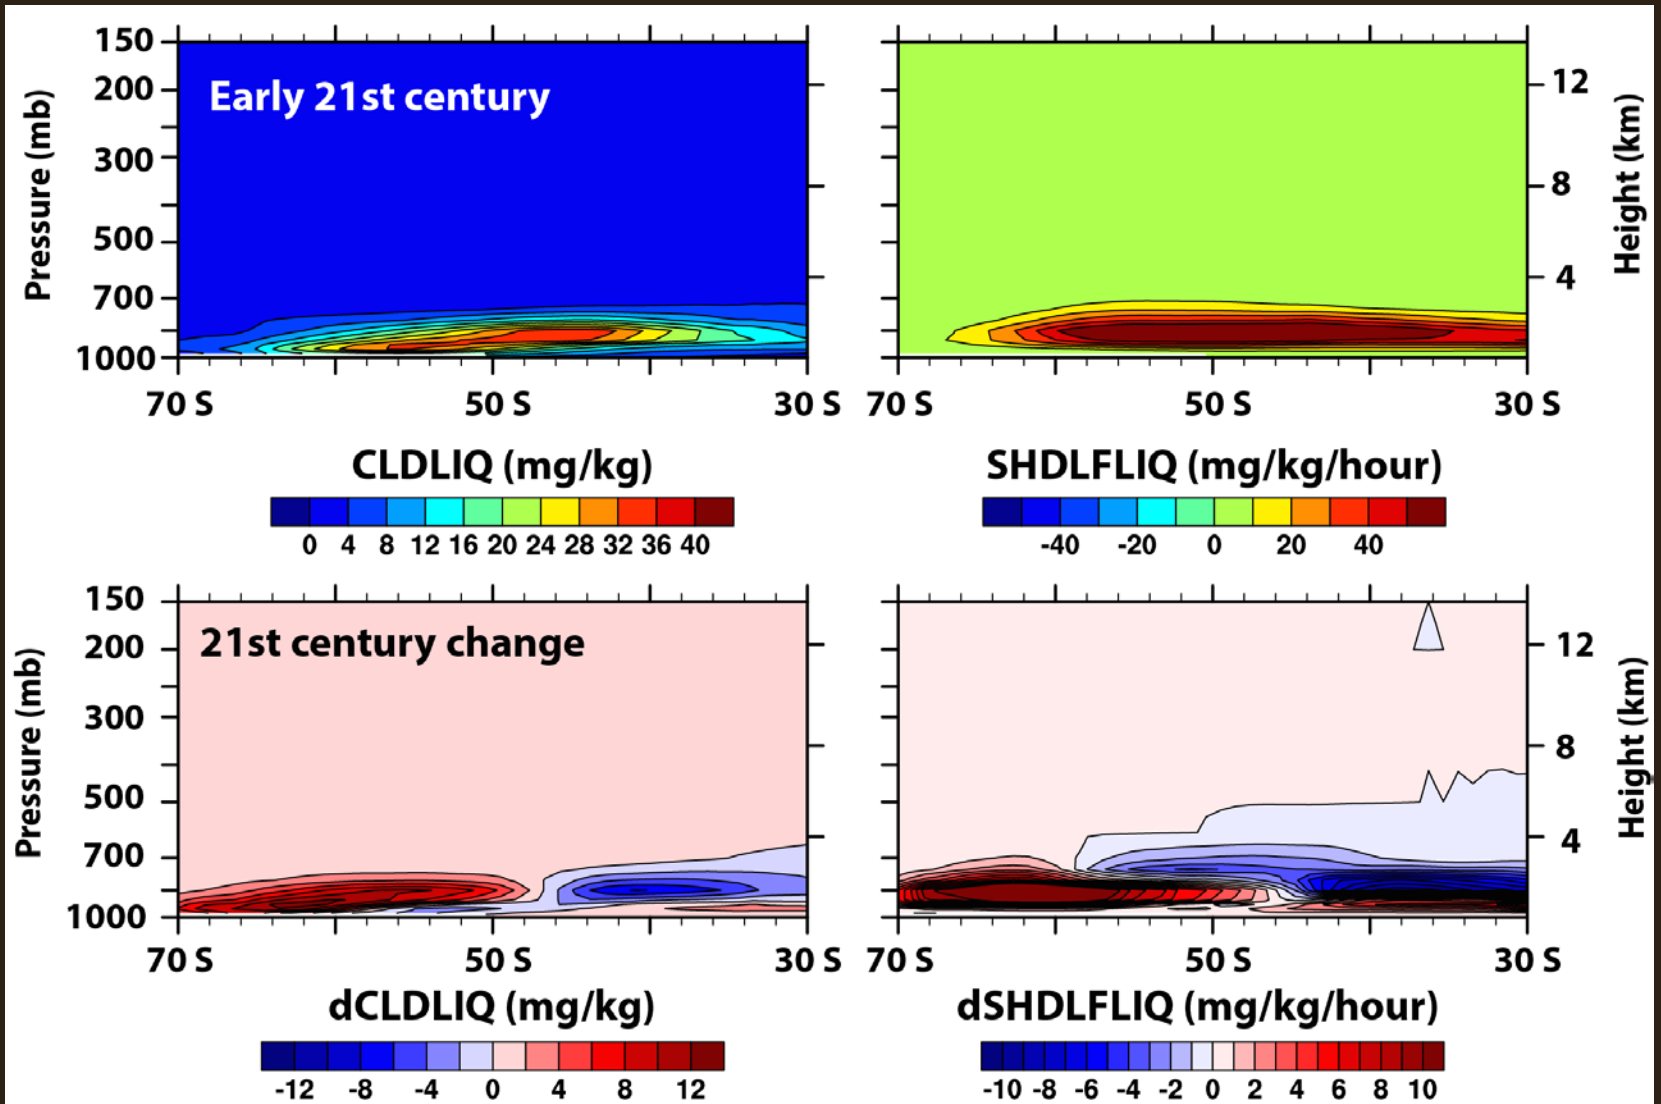 Early 21st century
Pressure (mb)
150
200
300
500
700
1000
70 S 50 S 30 S
CLDLIQ (mg/kg)
0 4 8 12 16 20 24 28 32 36 40
Height (km)
12
8
4
70 S 50 S 30 S
SHDLFLIQ (mg/kg/hour)
-40 -20 0 20 40
21st century change
Pressure (mb)
150
200
300
500
700
1000
70 S 50 S 30 S
dCLDLIQ (mg/kg)
-12 -8 -4 0 4 8 12
Height (km)
12
8
4
70 S 50 S 30 S
dSHDLFLIQ (mg/kg/hour)
-10 -8 -6 -4 -2 0 2 4 6 8 10